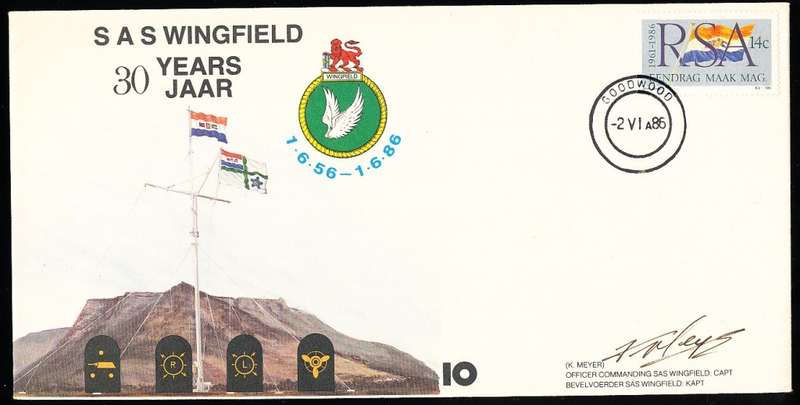 S A S WINGFIELD
30 YEARS
JAAR
WINGFIELD
1·6·56–1·6·86
1961–1986
RSA 14c
EENDRAG MAAK MAG
GOODWOOD
-2 VI A86
R
L
10
(K. MEYER)
OFFICER COMMANDING SAS WINGFIELD: CAPT
BEVELVOERDER SAS WINGFIELD: KAPT